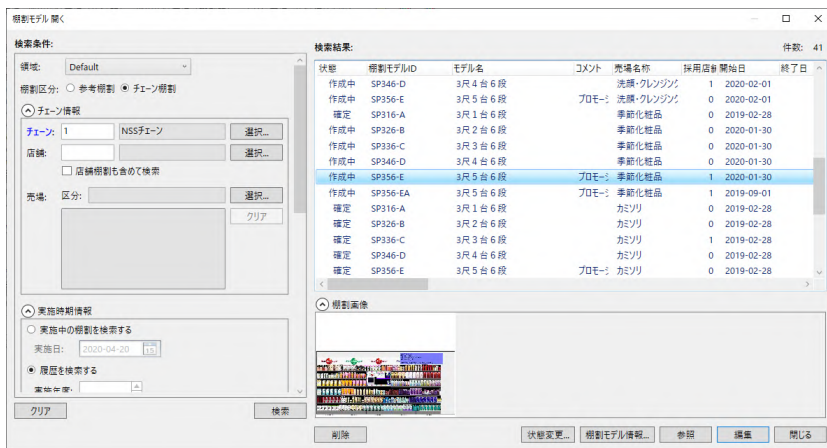 棚割モデル 開く
検索条件:
領域: Default
棚割区分: 参考棚割 チェーン棚割
チェーン情報
チェーン: 1 NSSチェーン 選択...
店舗: 選択...
店舗棚割も含めて検索
売場: 区分: 選択...
クリア
実施時期情報
実施中の棚割を検索する
実施日: 2020-04-20 15
履歴を検索する
実施年度:
クリア 検索
検索結果: 件数: 41
状態 棚割モデルID モデル名 コメント 売場名称 採用店舗 開始日 終了日
作成中 SP346-D 3尺4台6段 洗顔・クレンジング 1 2020-02-01
作成中 SP356-E 3尺5台6段 プロモーシ 洗顔・クレンジング 0 2020-02-01
確定 SP316-A 3尺1台6段 季節化粧品 0 2019-02-28
作成中 SP326-B 3尺2台6段 季節化粧品 0 2020-01-30
作成中 SP336-C 3尺3台6段 季節化粧品 0 2020-01-30
作成中 SP346-D 3尺4台6段 季節化粧品 0 2020-01-30
作成中 SP356-E 3尺5台6段 プロモーシ 季節化粧品 1 2020-01-30
作成中 SP356-EA 3尺5台6段 プロモーシ 季節化粧品 1 2019-09-01
確定 SP316-A 3尺1台6段 カミソリ 0 2019-02-28
確定 SP326-B 3尺2台6段 カミソリ 0 2019-02-28
確定 SP336-C 3尺3台6段 カミソリ 1 2019-02-28
確定 SP346-D 3尺4台6段 カミソリ 0 2019-02-28
確定 SP356-E 3尺5台6段 プロモーシ カミソリ 0 2019-02-28
棚割画像
削除 状態変更... 棚割モデル情報... 参照 編集 閉じる